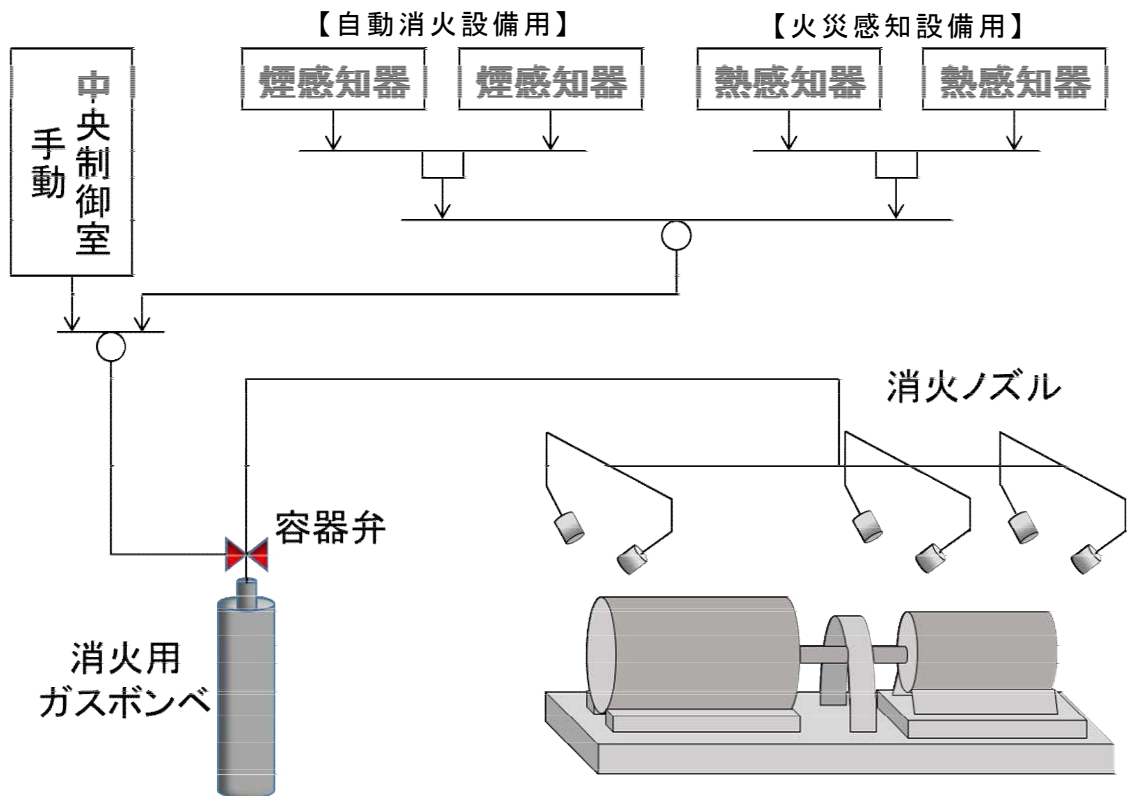 【自動消火設備用】
【火災感知設備用】
煙感知器
煙感知器
熱感知器
熱感知器
中央制御室
手動
消火ノズル
容器弁
消火用
ガスボンベ